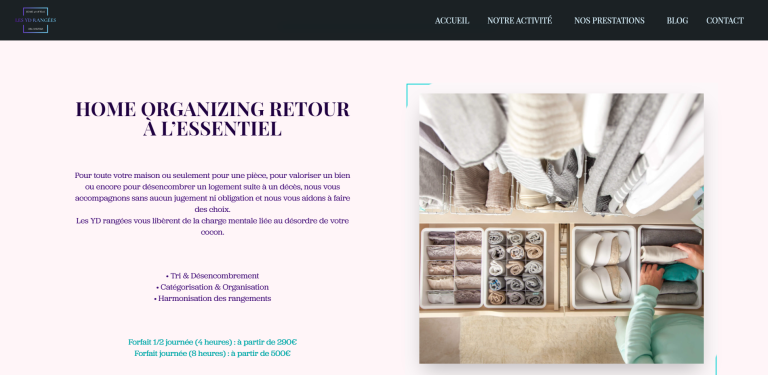 LES YD RANGÉES
ACCUEIL NOTRE ACTIVITÉ NOS PRESTATIONS BLOG CONTACT
HOME ORGANIZING RETOUR
À L'ESSENTIEL
Pour toute votre maison ou seulement pour une pièce, pour valoriser un bien
ou encore pour désencombrer un logement suite à un décès, nous vous
accompagnons sans aucun jugement ni obligation et nous vous aidons à faire
des choix.
Les YD rangées vous libèrent de la charge mentale liée au désordre de votre
cocon.
• Tri & Désencombrement
• Catégorisation & Organisation
• Harmonisation des rangements
Forfait 1/2 journée (4 heures) : à partir de 290€
Forfait journée (8 heures) : à partir de 500€